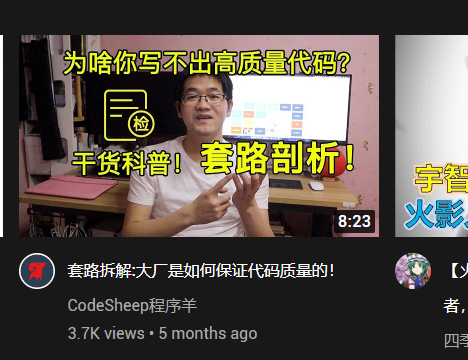 为啥你写不出高质量代码?
检
干货科普! 套路剖析!
8:23
套路拆解:大厂是如何保证代码质量的!
CodeSheep程序羊
3.7K views • 5 months ago
宇智
火影
【火
者,
四季